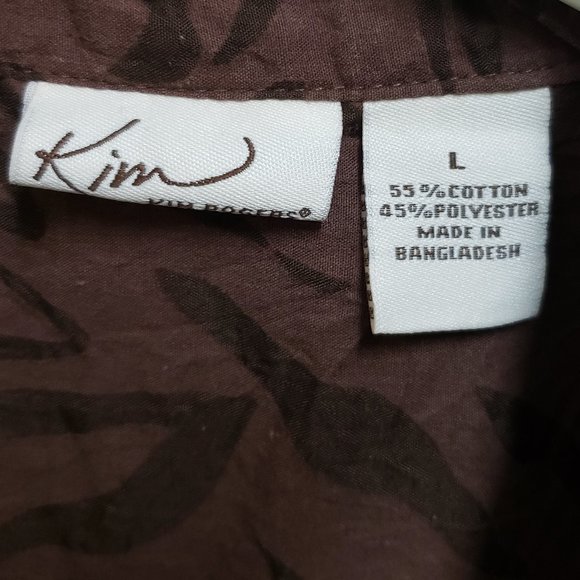 Kim
KIM ROGERS®
L
55%COTTON
45%POLYESTER
MADE IN
BANGLADESH